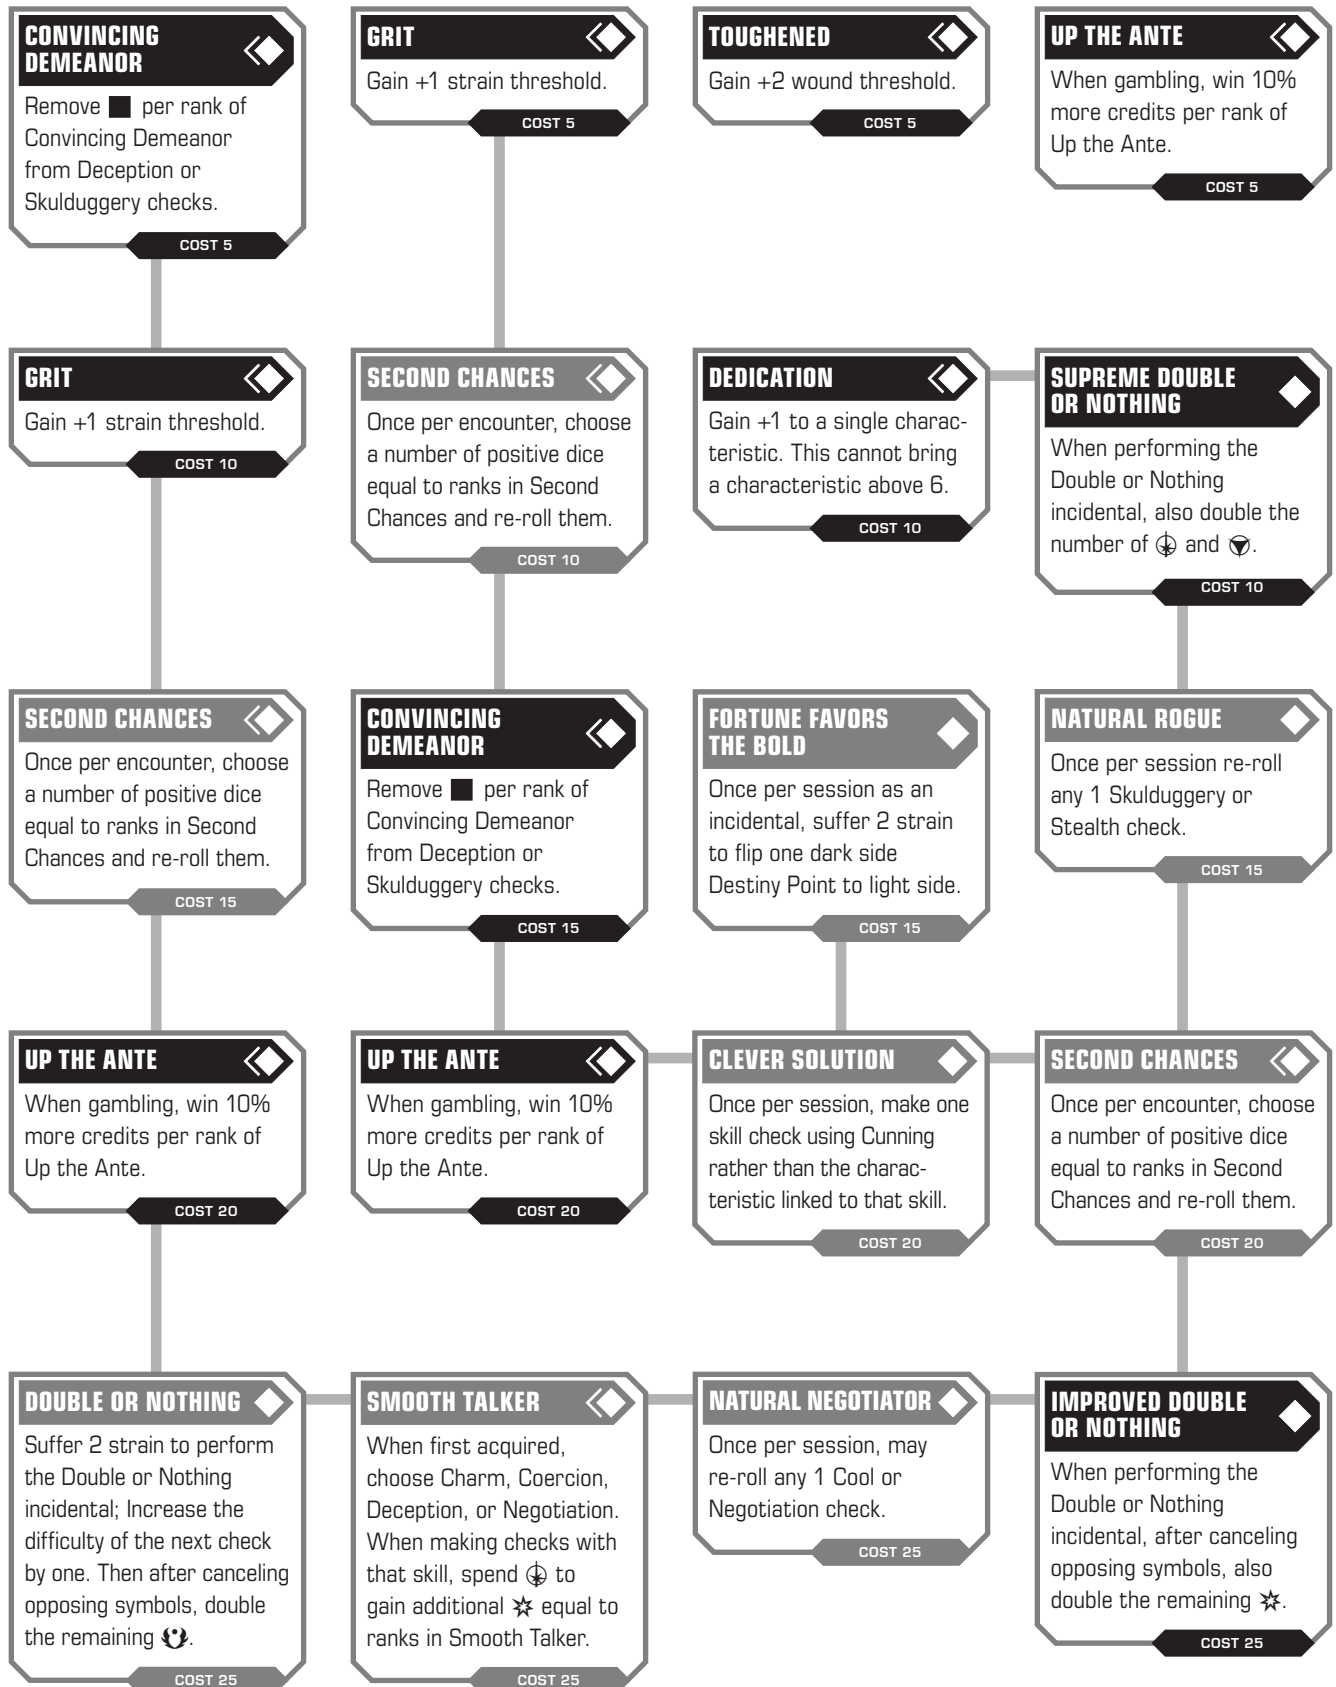 CONVINCING
DEMEANOR
Remove per rank of
Convincing Demeanor
from Deception or
Skulduggery checks.
COST 5
GRIT
Gain +1 strain threshold.
COST 5
TOUGHENED
Gain +2 wound threshold.
COST 5
UP THE ANTE
When gambling, win 10%
more credits per rank of
Up the Ante.
COST 5
GRIT
Gain +1 strain threshold.
COST 10
SECOND CHANCES
Once per encounter, choose
a number of positive dice
equal to ranks in Second
Chances and re-roll them.
COST 10
DEDICATION
Gain +1 to a single charac-
teristic. This cannot bring
a characteristic above 6.
COST 10
SUPREME DOUBLE
OR NOTHING
When performing the
Double or Nothing
incidental, also double the
number of and .
COST 10
SECOND CHANCES
Once per encounter, choose
a number of positive dice
equal to ranks in Second
Chances and re-roll them.
COST 15
CONVINCING
DEMEANOR
Remove per rank of
Convincing Demeanor
from Deception or
Skulduggery checks.
COST 15
FORTUNE FAVORS
THE BOLD
Once per session as an
incidental, suffer 2 strain
to flip one dark side
Destiny Point to light side.
COST 15
NATURAL ROGUE
Once per session re-roll
any 1 Skulduggery or
Stealth check.
COST 15
UP THE ANTE
When gambling, win 10%
more credits per rank of
Up the Ante.
COST 20
UP THE ANTE
When gambling, win 10%
more credits per rank of
Up the Ante.
COST 20
CLEVER SOLUTION
Once per session, make one
skill check using Cunning
rather than the charac-
teristic linked to that skill.
COST 20
SECOND CHANCES
Once per encounter, choose
a number of positive dice
equal to ranks in Second
Chances and re-roll them.
COST 20
DOUBLE OR NOTHING
Suffer 2 strain to perform
the Double or Nothing
incidental; Increase the
difficulty of the next check
by one. Then after canceling
opposing symbols, double
the remaining .
COST 25
SMOOTH TALKER
When first acquired,
choose Charm, Coercion,
Deception, or Negotiation.
When making checks with
that skill, spend to
gain additional equal to
ranks in Smooth Talker.
COST 25
NATURAL NEGOTIATOR
Once per session, may
re-roll any 1 Cool or
Negotiation check.
COST 25
IMPROVED DOUBLE
OR NOTHING
When performing the
Double or Nothing
incidental, after canceling
opposing symbols, also
double the remaining .
COST 25